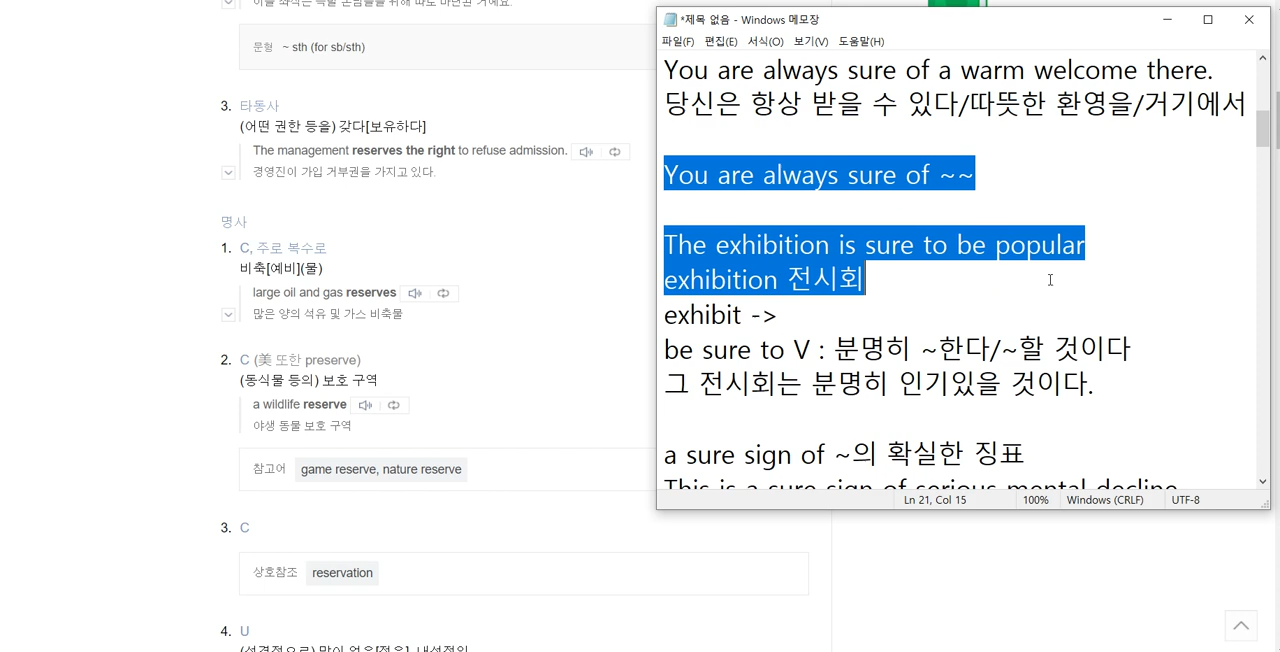 이들 좌석은 특별 손님들을 위해 따로 마련된 거예요.
문형 ~ sth (for sb/sth)
3. 타동사
(어떤 권한 등을) 갖다[보유하다]
The management reserves the right to refuse admission.
경영진이 가입 거부권을 가지고 있다.
명사
1. C, 주로 복수로
비축[예비](물)
large oil and gas reserves
많은 양의 석유 및 가스 비축물
2. C (美 또한 preserve)
(동식물 등의) 보호 구역
a wildlife reserve
야생 동물 보호 구역
참고어 game reserve, nature reserve
3. C
상호참조 reservation
4. U
*제목 없음 - Windows 메모장
파일(F) 편집(E) 서식(O) 보기(V) 도움말(H)
You are always sure of a warm welcome there.
당신은 항상 받을 수 있다/따뜻한 환영을/거기에서
You are always sure of ~~
The exhibition is sure to be popular
exhibition 전시회
exhibit ->
be sure to V : 분명히 ~한다/~할 것이다
그 전시회는 분명히 인기있을 것이다.
a sure sign of ~의 확실한 징표
This is a sure sign of serious mental decline
Ln 21, Col 15 100% Windows (CRLF) UTF-8